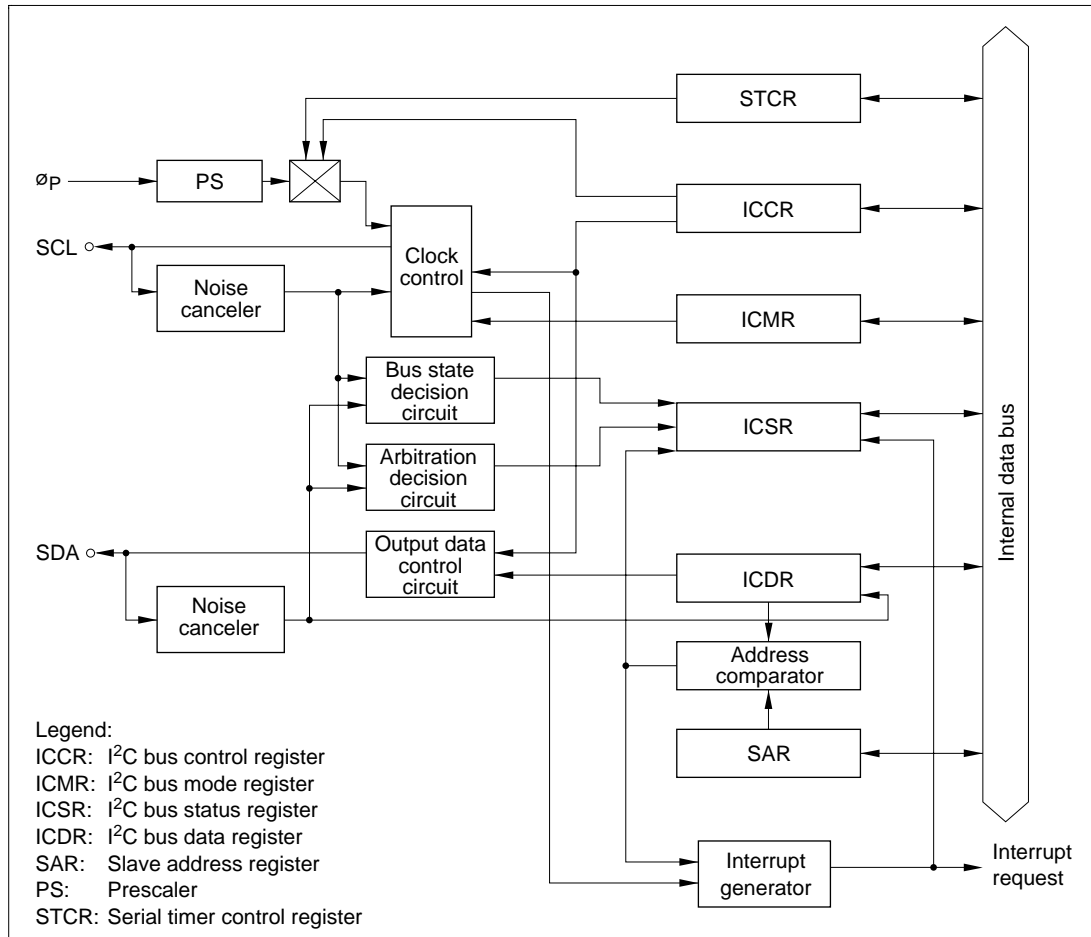 STCR
øP
PS
ICCR
SCL
Clock
control
Noise
canceler
ICMR
Bus state
decision
circuit
ICSR
Arbitration
decision
circuit
Internal data bus
SDA
Output data
control
circuit
ICDR
Noise
canceler
Address
comparator
SAR
Legend:
ICCR: I²C bus control register
ICMR: I²C bus mode register
ICSR: I²C bus status register
ICDR: I²C bus data register
SAR: Slave address register
PS: Prescaler
STCR: Serial timer control register
Interrupt
generator
Interrupt
request